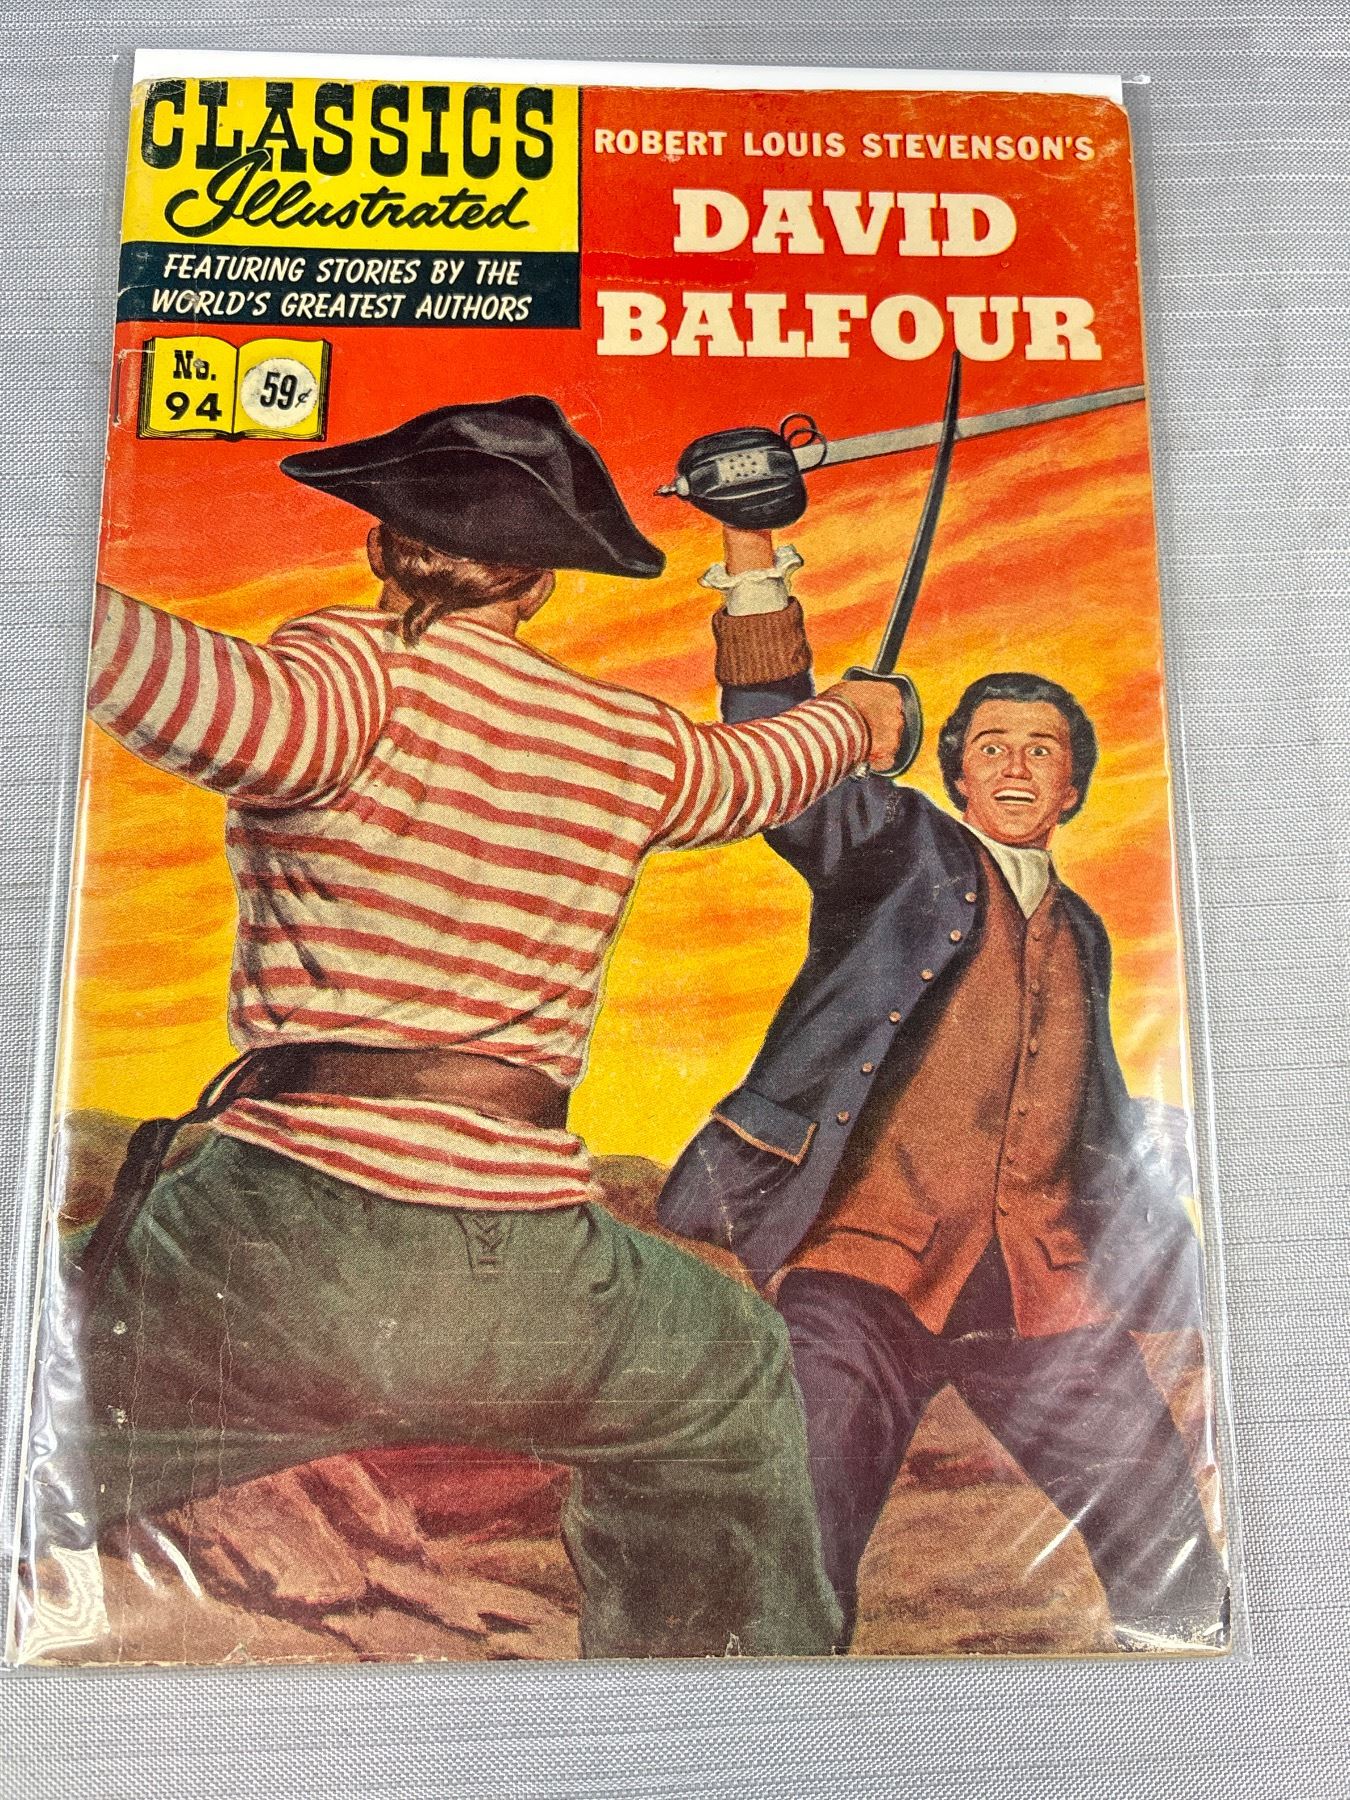 CLASSICS
Illustrated
FEATURING STORIES BY THE
WORLD'S GREATEST AUTHORS
No.
94
59¢
ROBERT LOUIS STEVENSON'S
DAVID
BALFOUR